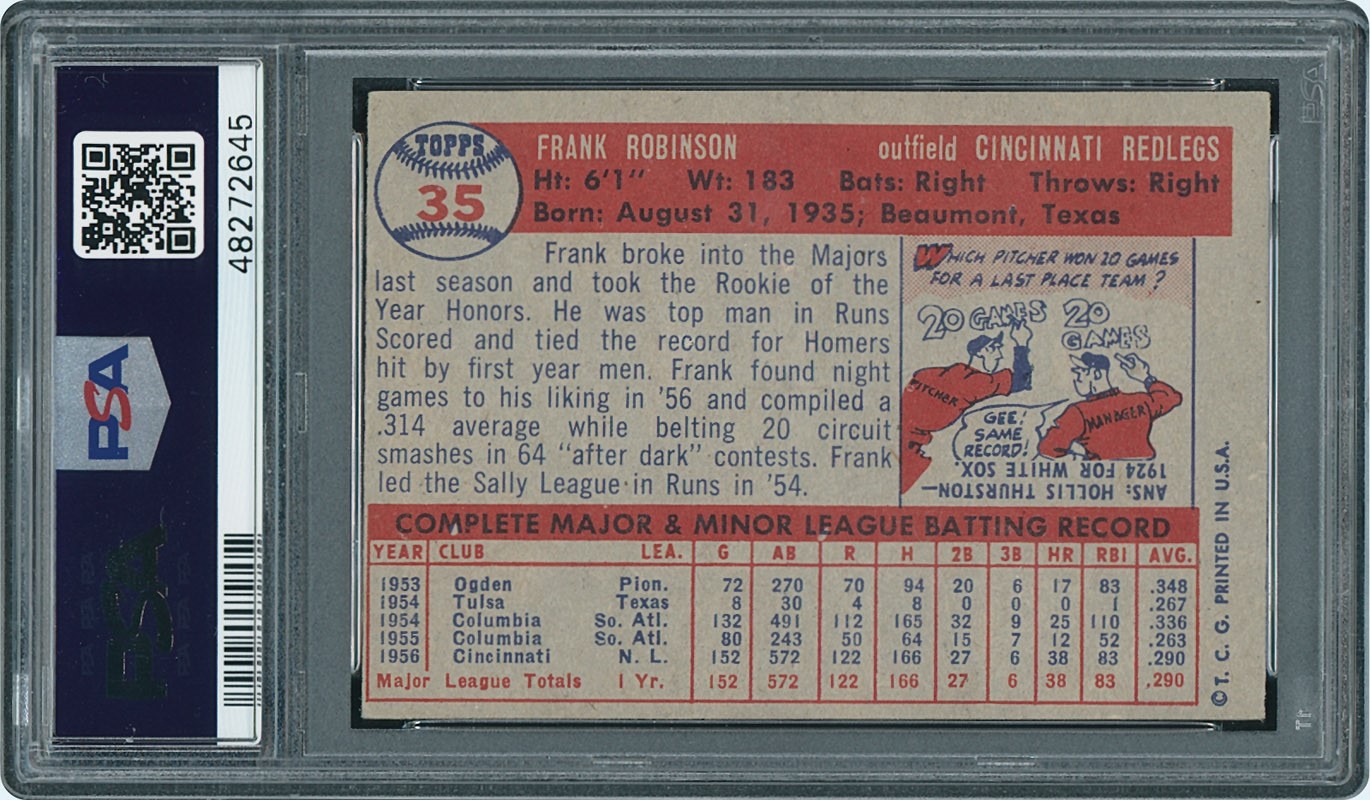 48272645
PSA
PSA
TOPPS
35
FRANK ROBINSON outfield CINCINNATI REDLEGS
Ht: 6'1" Wt: 183 Bats: Right Throws: Right
Born: August 31, 1935; Beaumont, Texas
Frank broke into the Majors
last season and took the Rookie of the
Year Honors. He was top man in Runs
Scored and tied the record for Homers
hit by first year men. Frank found night
games to his liking in '56 and compiled a
.314 average while belting 20 circuit
smashes in 64 "after dark" contests. Frank
led the Sally League in Runs in '54.
WHICH PITCHER WON 20 GAMES
FOR A LAST PLACE TEAM?
20 GAMES
20
GAMES
PITCHER
MANAGER
GEE!
SAME
RECORD!
ANS: HOLLIS THURSTON—
1924 FOR WHITE SOX.
COMPLETE MAJOR & MINOR LEAGUE BATTING RECORD
YEAR CLUB LEA. G AB R H 2B 3B HR RBI AVG.
1953 Ogden Pion. 72 270 70 94 20 6 17 83 .348
1954 Tulsa Texas 8 30 4 8 0 0 0 1 .267
1954 Columbia So. Atl. 132 491 112 165 32 9 25 110 .336
1955 Columbia So. Atl. 80 243 50 64 15 7 12 52 .263
1956 Cincinnati N. L. 152 572 122 166 27 6 38 83 .290
Major League Totals 1 Yr. 152 572 122 166 27 6 38 83 .290
© T. C. G. PRINTED IN U.S.A.
PSA